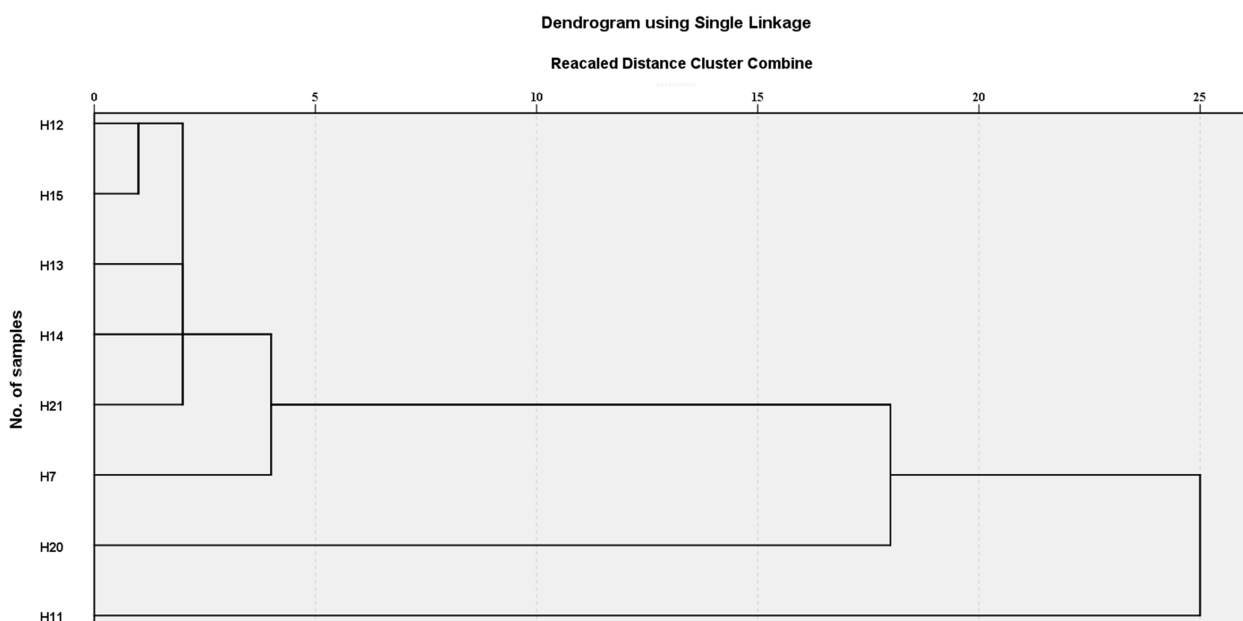 Dendrogram using Single Linkage
Reacaled Distance Cluster Combine
0 5 10 15 20 25
H12
H15
H13
H14
H21
H7
H20
H11
No. of samples